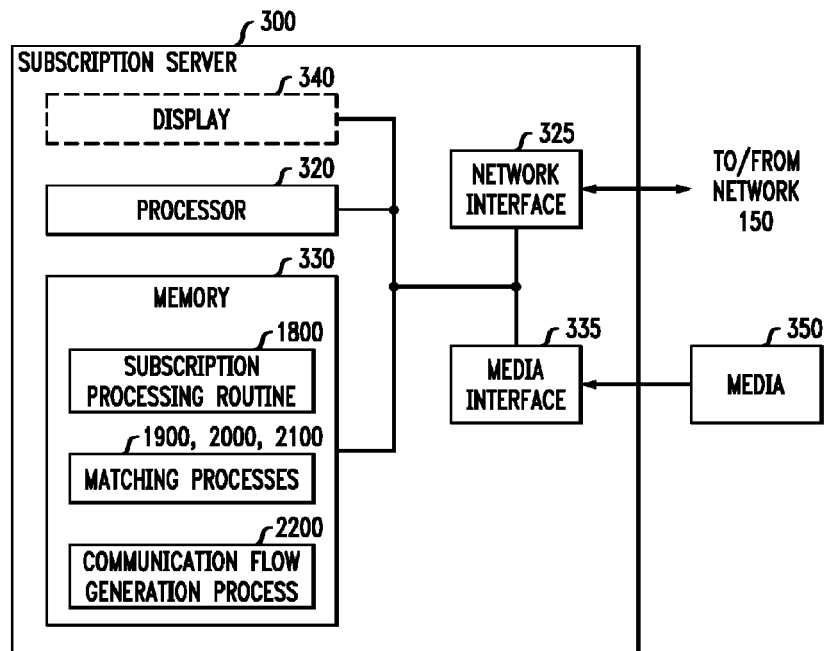 300
SUBSCRIPTION SERVER
340
DISPLAY
320
PROCESSOR
330
MEMORY
1800
SUBSCRIPTION
PROCESSING ROUTINE
1900, 2000, 2100
MATCHING PROCESSES
2200
COMMUNICATION FLOW
GENERATION PROCESS
325
NETWORK
INTERFACE
TO/FROM
NETWORK
150
335
MEDIA
INTERFACE
350
MEDIA